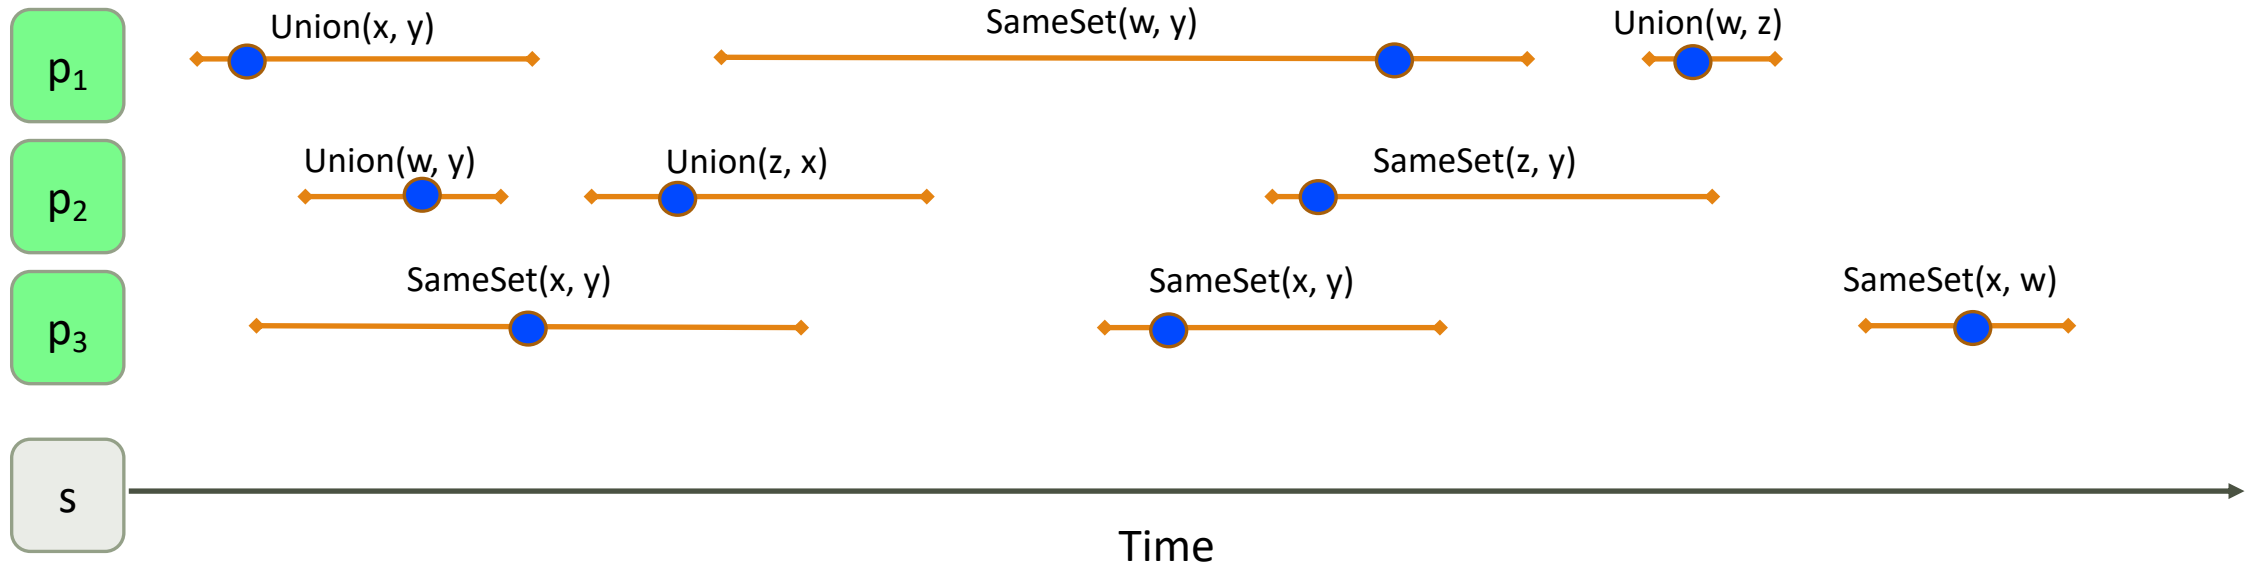 p₁ Union(x, y) SameSet(w, y) Union(w, z)
p₂ Union(w, y) Union(z, x) SameSet(z, y)
p₃ SameSet(x, y) SameSet(x, y) SameSet(x, w)
s
Time